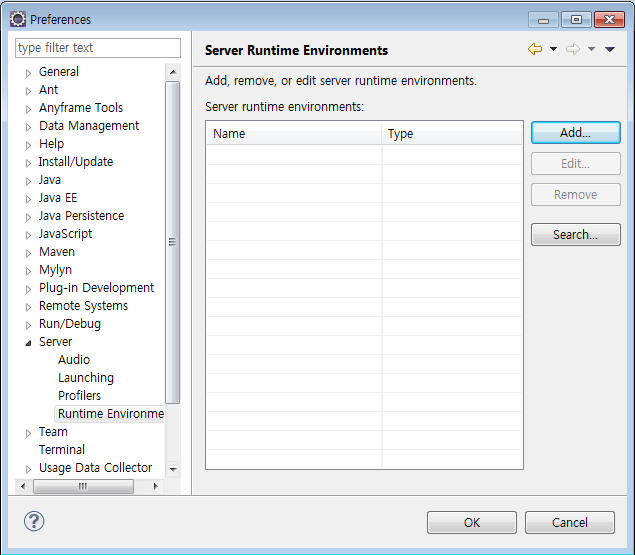 Preferences
type filter text
General
Ant
Anyframe Tools
Data Management
Help
Install/Update
Java
Java EE
Java Persistence
JavaScript
Maven
Mylyn
Plug-in Development
Remote Systems
Run/Debug
Server
Audio
Launching
Profilers
Runtime Environme
Team
Terminal
Usage Data Collector
Server Runtime Environments
Add, remove, or edit server runtime environments.
Server runtime environments:
Name Type
Add...
Edit...
Remove
Search...
?
OK Cancel